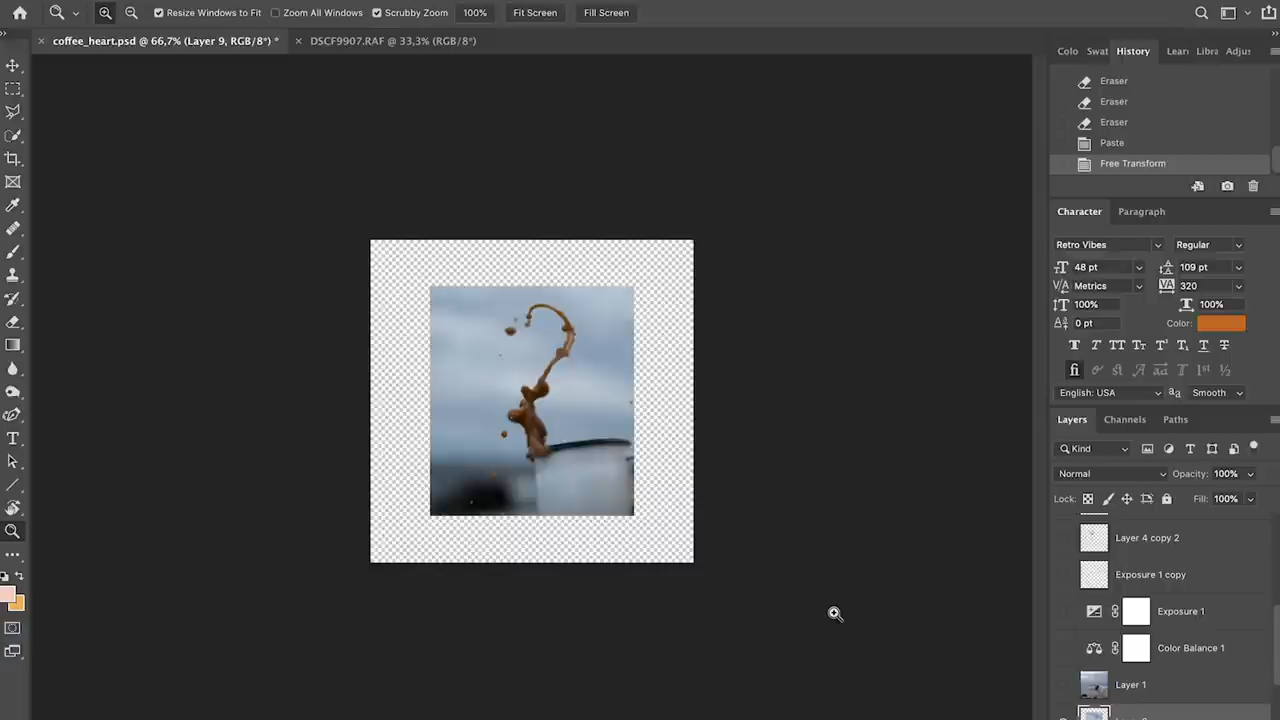 Resize Windows to Fit
Zoom All Windows
Scrubby Zoom
100%
Fit Screen
Fill Screen
coffee_heart.psd @ 66,7% (Layer 9, RGB/8*) *
DSCF9907.RAF @ 33,3% (RGB/8*)
Colo
Swat
History
Learn
Libra
Adjus
Eraser
Eraser
Eraser
Paste
Free Transform
Character
Paragraph
Retro Vibes
Regular
48 pt
109 pt
Metrics
320
100%
100%
0 pt
Color:
English: USA
Smooth
Layers
Channels
Paths
Kind
Normal
Opacity: 100%
Lock:
Fill: 100%
Layer 4 copy 2
Exposure 1 copy
Exposure 1
Color Balance 1
Layer 1